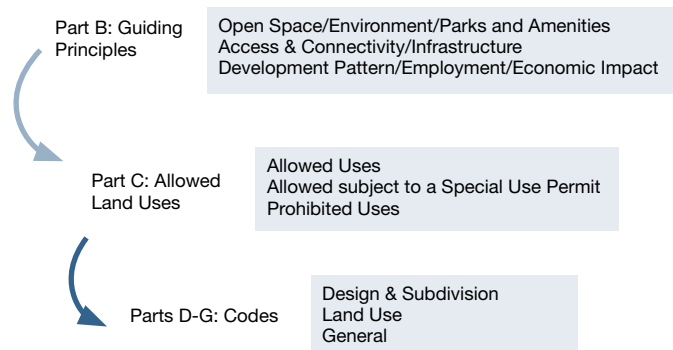 Part B: Guiding
Principles
Open Space/Environment/Parks and Amenities
Access & Connectivity/Infrastructure
Development Pattern/Employment/Economic Impact
Part C: Allowed
Land Uses
Allowed Uses
Allowed subject to a Special Use Permit
Prohibited Uses
Parts D-G: Codes
Design & Subdivision
Land Use
General